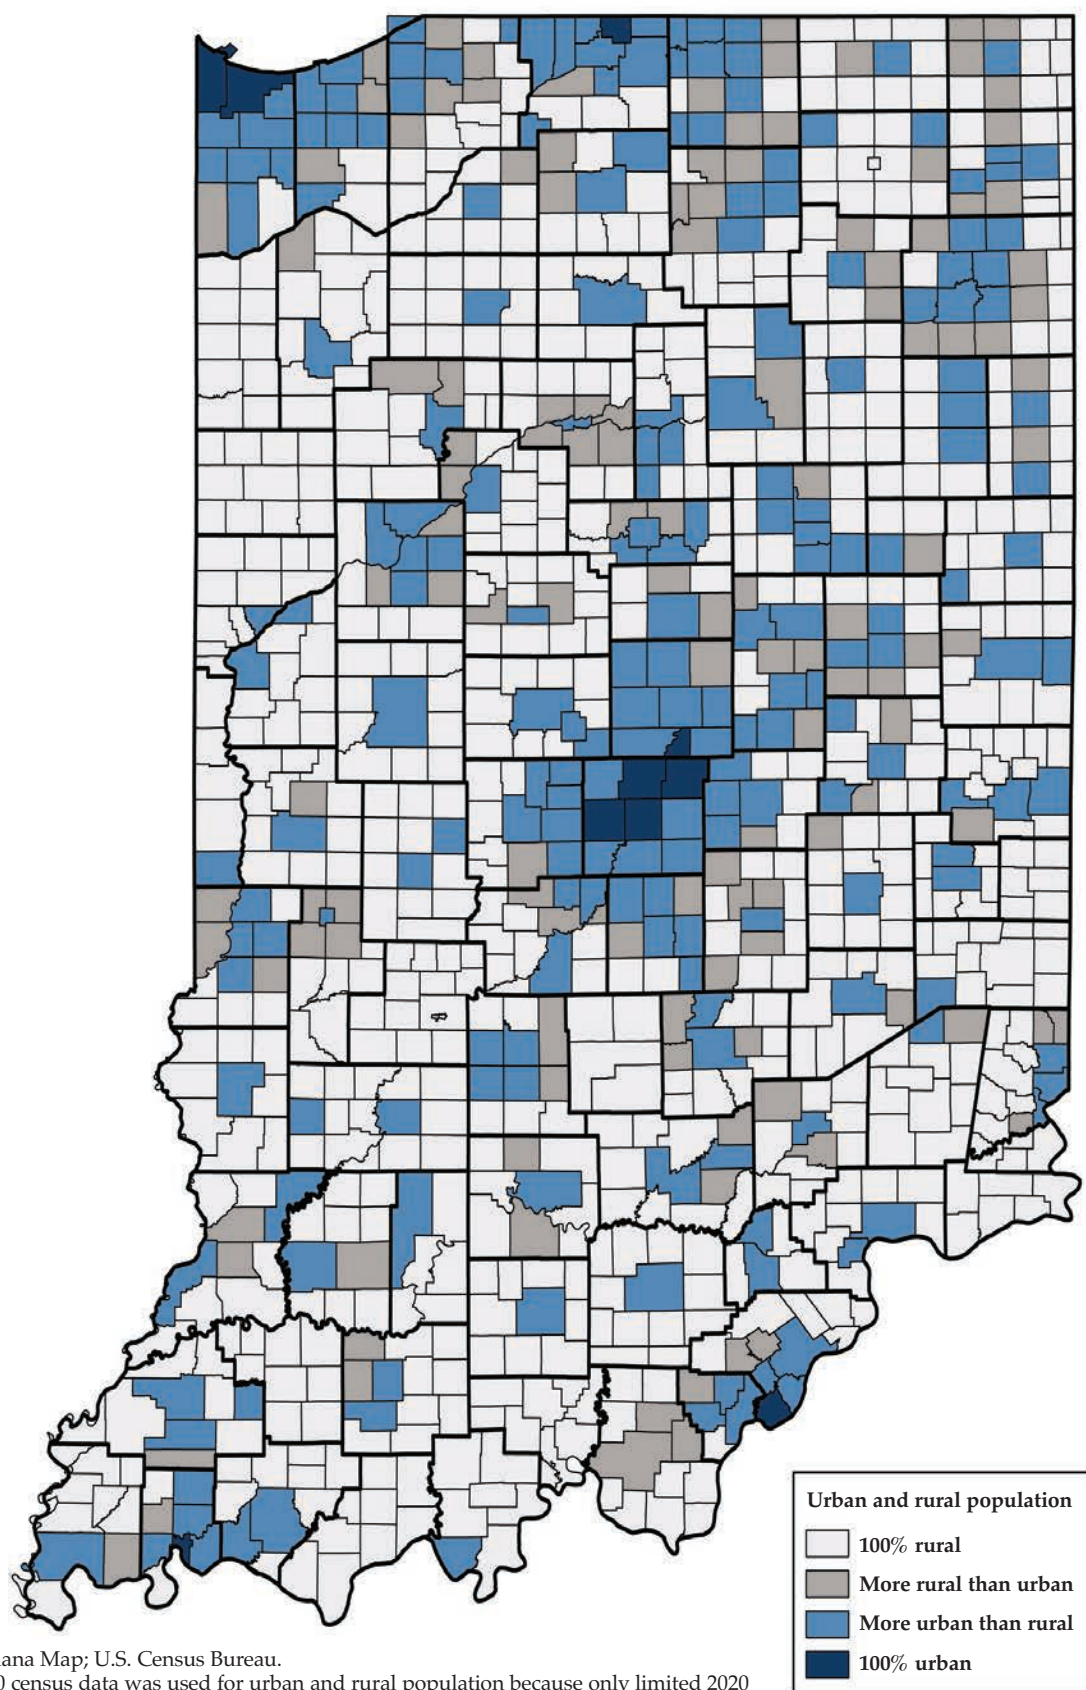 Urban and rural population
100% rural
More rural than urban
More urban than rural
100% urban
Map; U.S. Census Bureau.
census data was used for urban and rural population because only limited 2020